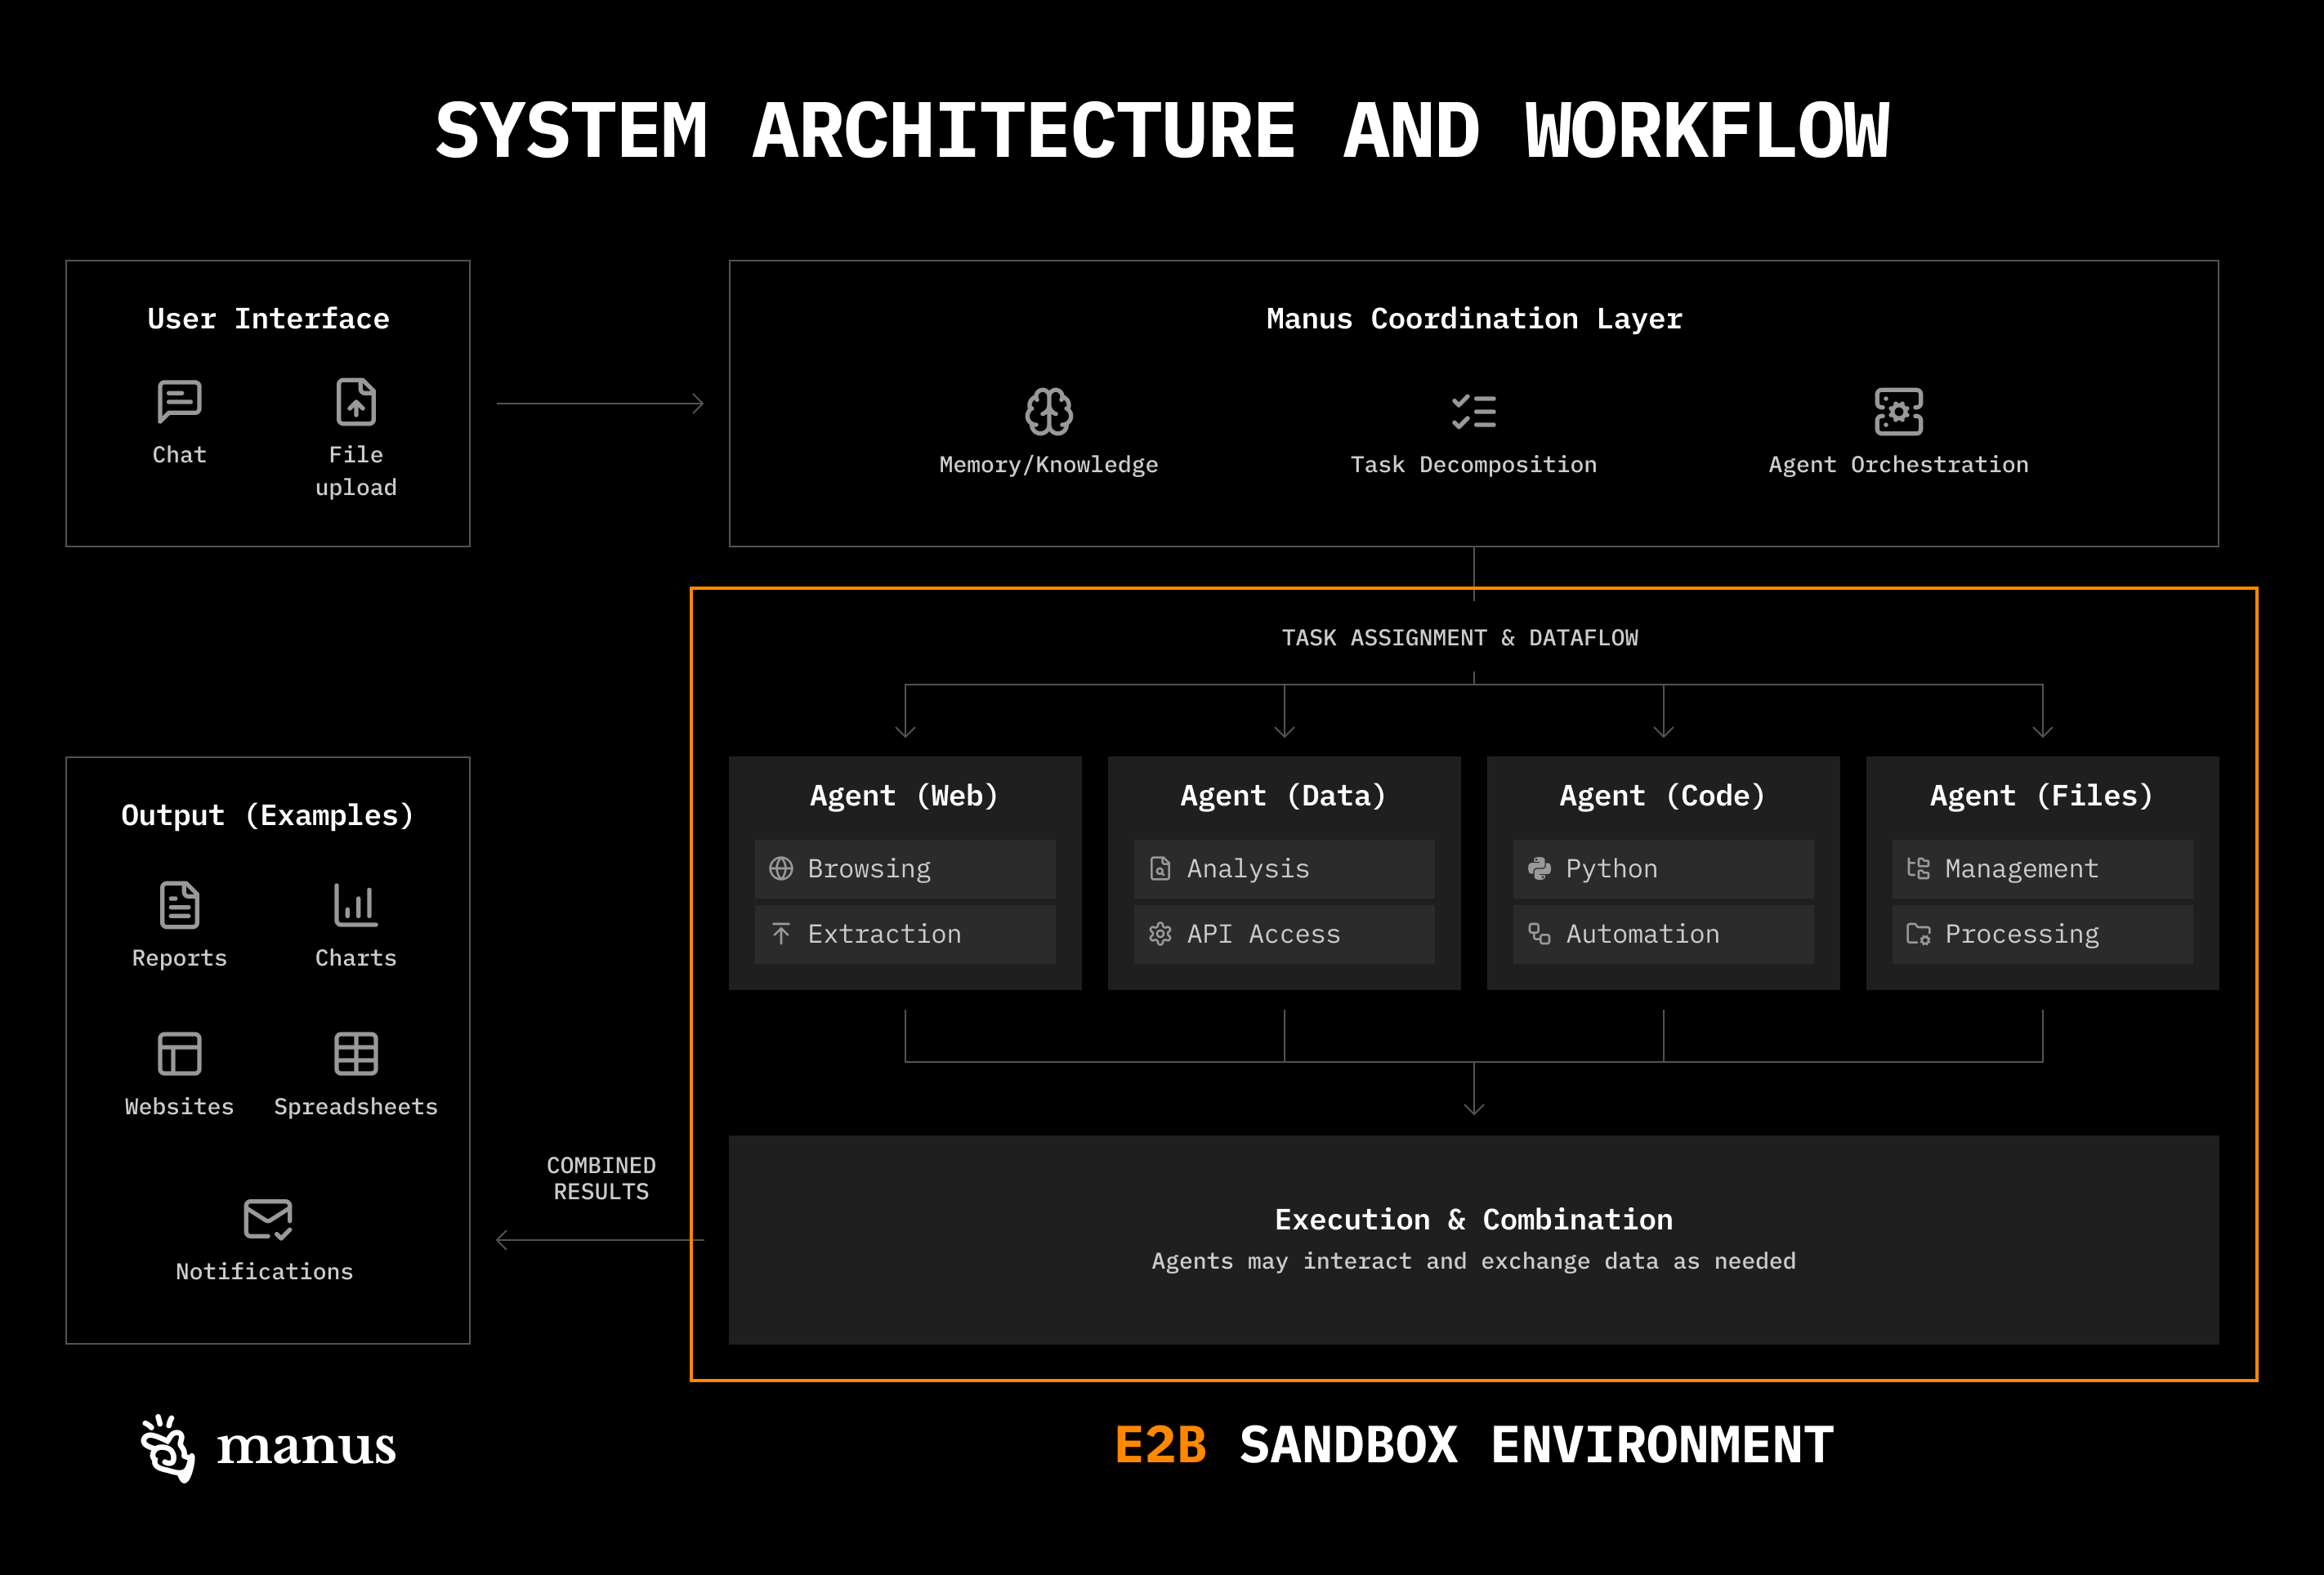 SYSTEM ARCHITECTURE AND WORKFLOW
User Interface
Chat
File
upload
Manus Coordination Layer
Memory/Knowledge
Task Decomposition
Agent Orchestration
TASK ASSIGNMENT & DATAFLOW
Agent (Web)
Browsing
Extraction
Agent (Data)
Analysis
API Access
Agent (Code)
Python
Automation
Agent (Files)
Management
Processing
Execution & Combination
Agents may interact and exchange data as needed
COMBINED
RESULTS
Output (Examples)
Reports
Charts
Websites
Spreadsheets
Notifications
manus
E2B SANDBOX ENVIRONMENT